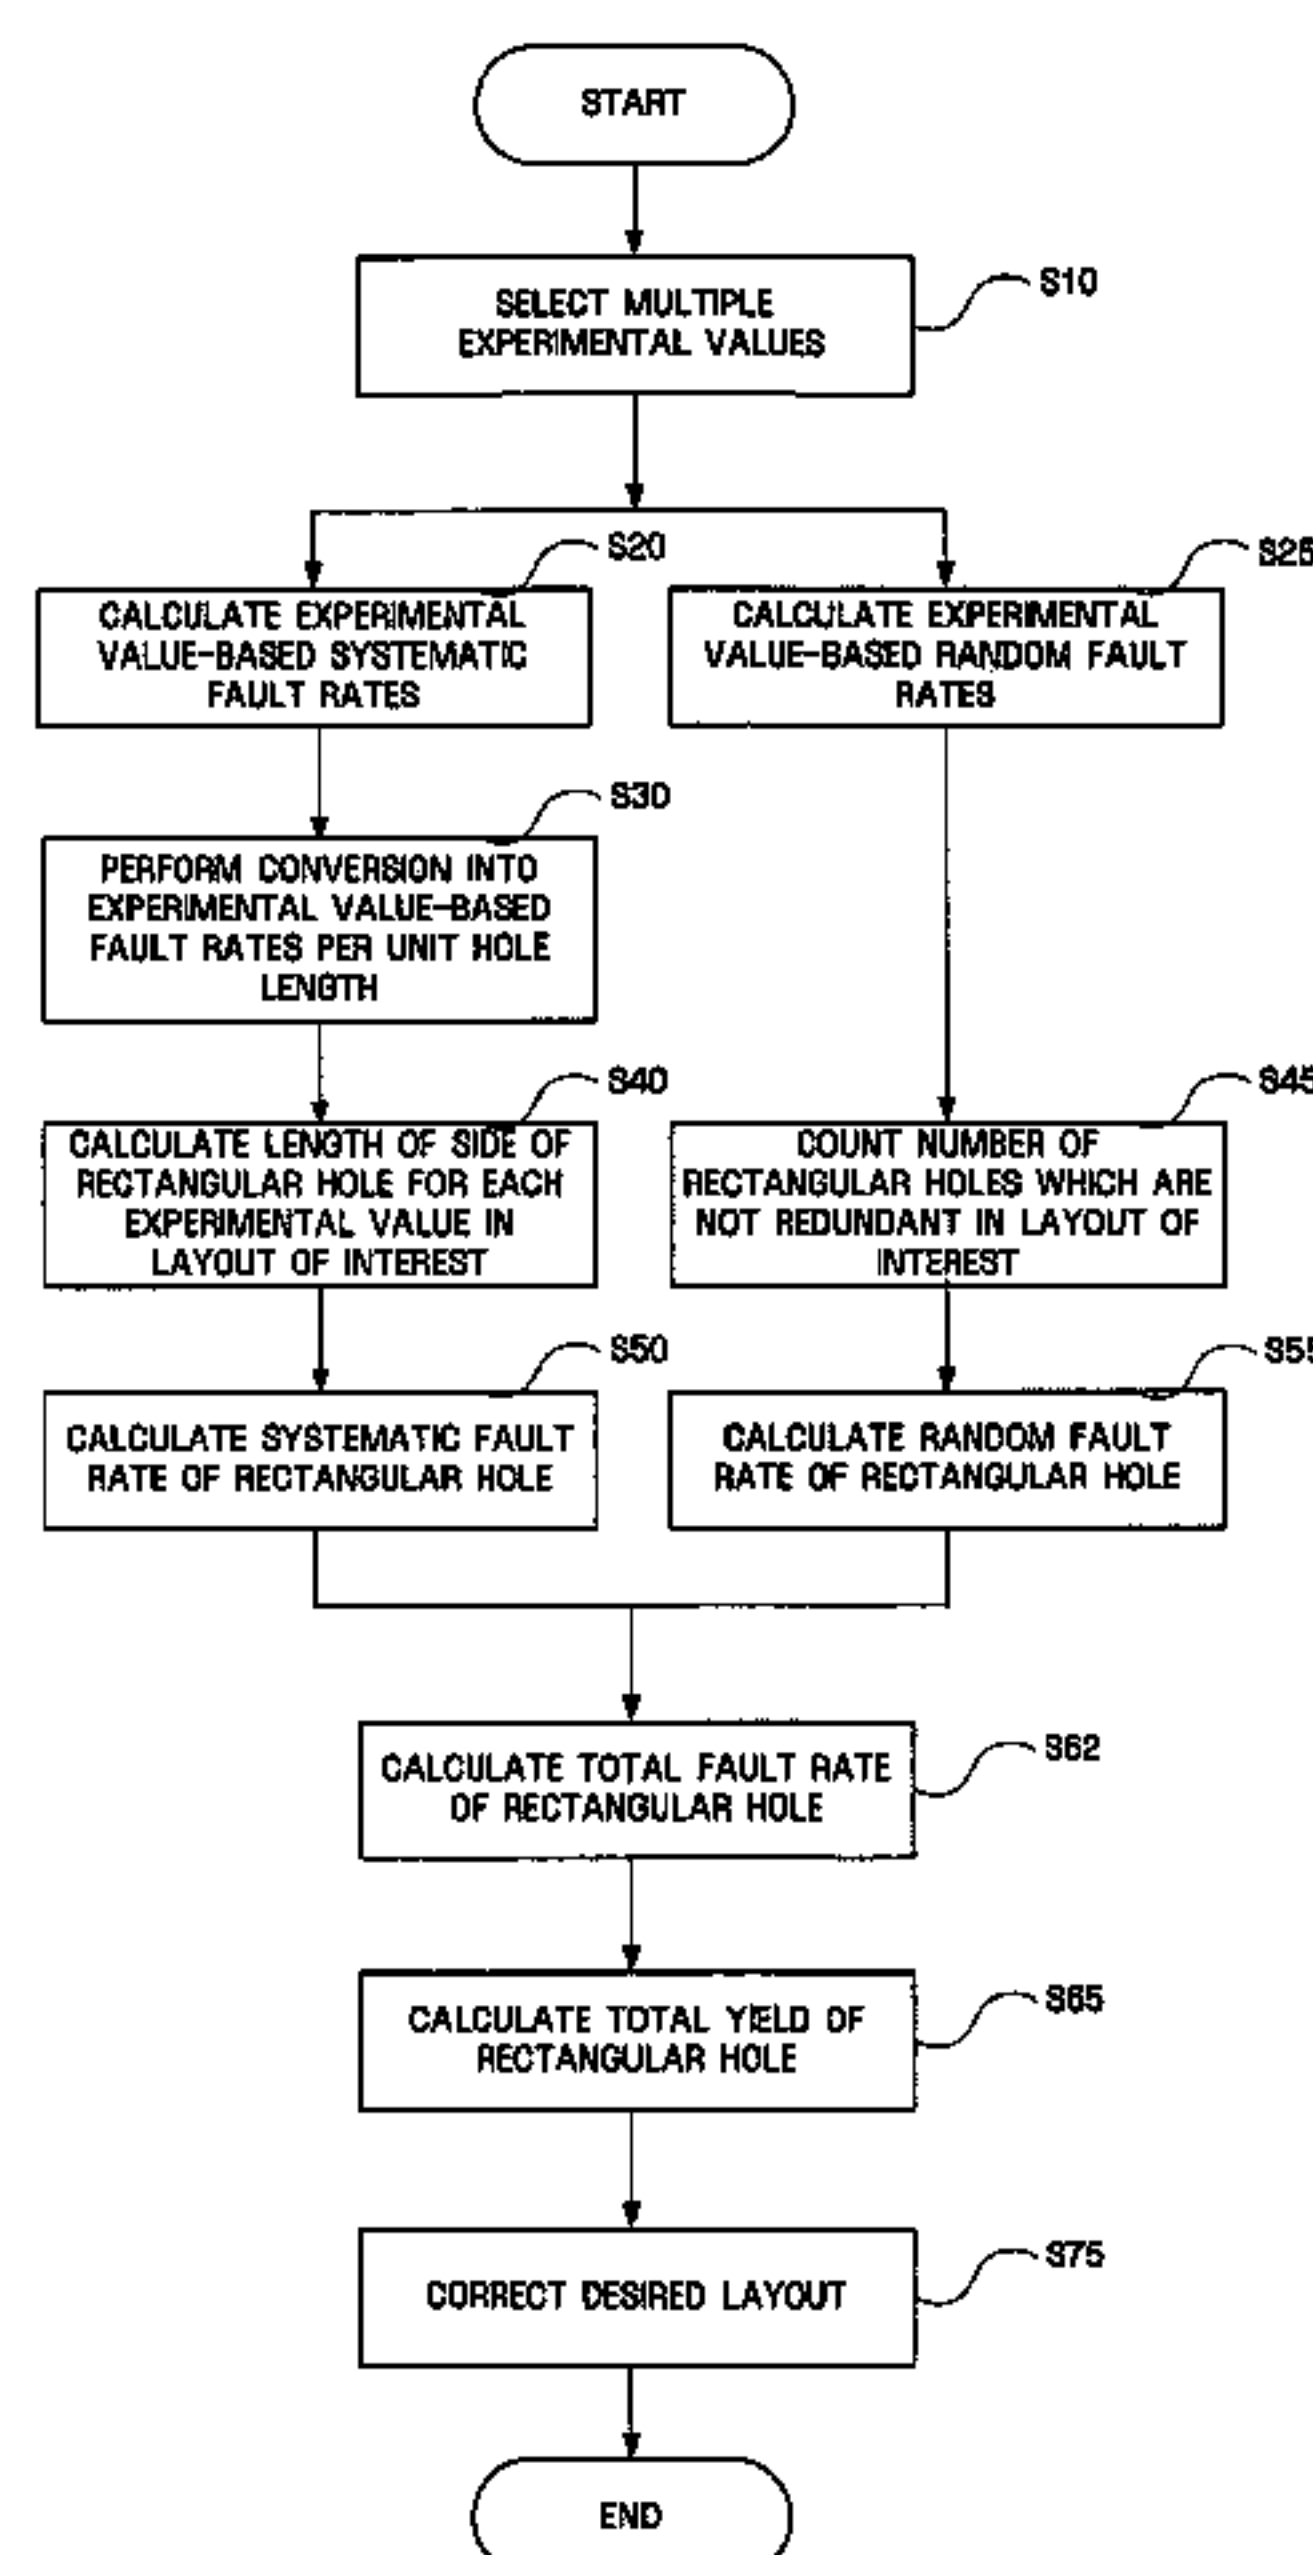 START
SELECT MULTIPLE
EXPERIMENTAL VALUES
S10
S20
CALCULATE EXPERIMENTAL
VALUE-BASED SYSTEMATIC
FAULT RATES
S25
CALCULATE EXPERIMENTAL
VALUE-BASED RANDOM FAULT
RATES
S30
PERFORM CONVERSION INTO
EXPERIMENTAL VALUE-BASED
FAULT RATES PER UNIT HOLE
LENGTH
S40
CALCULATE LENGTH OF SIDE OF
RECTANGULAR HOLE FOR EACH
EXPERIMENTAL VALUE IN
LAYOUT OF INTEREST
S45
COUNT NUMBER OF
RECTANGULAR HOLES WHICH ARE
NOT REDUNDANT IN LAYOUT OF
INTEREST
S50
CALCULATE SYSTEMATIC FAULT
RATE OF RECTANGULAR HOLE
S55
CALCULATE RANDOM FAULT
RATE OF RECTANGULAR HOLE
CALCULATE TOTAL FAULT RATE
OF RECTANGULAR HOLE
S62
CALCULATE TOTAL YIELD OF
RECTANGULAR HOLE
S65
CORRECT DESIRED LAYOUT
S75
END